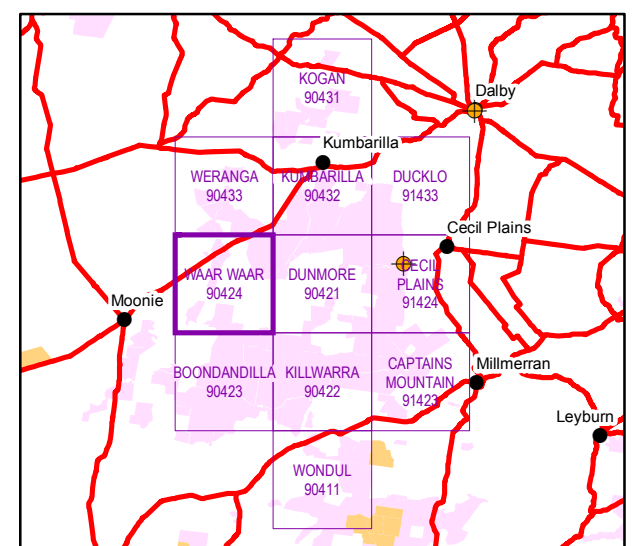 KOGAN
90431
Dalby
Kumbarilla
WERANGA
90433
KUMBARILLA
90432
DUCKLO
91433
Cecil Plains
WAAR WAAR
90424
DUNMORE
90421
CECIL
PLAINS
91424
Moonie
BOONDANDILLA
90423
KILLWARRA
90422
CAPTAINS
MOUNTAIN
91423
Millmerran
Leyburn
WONDUL
90411